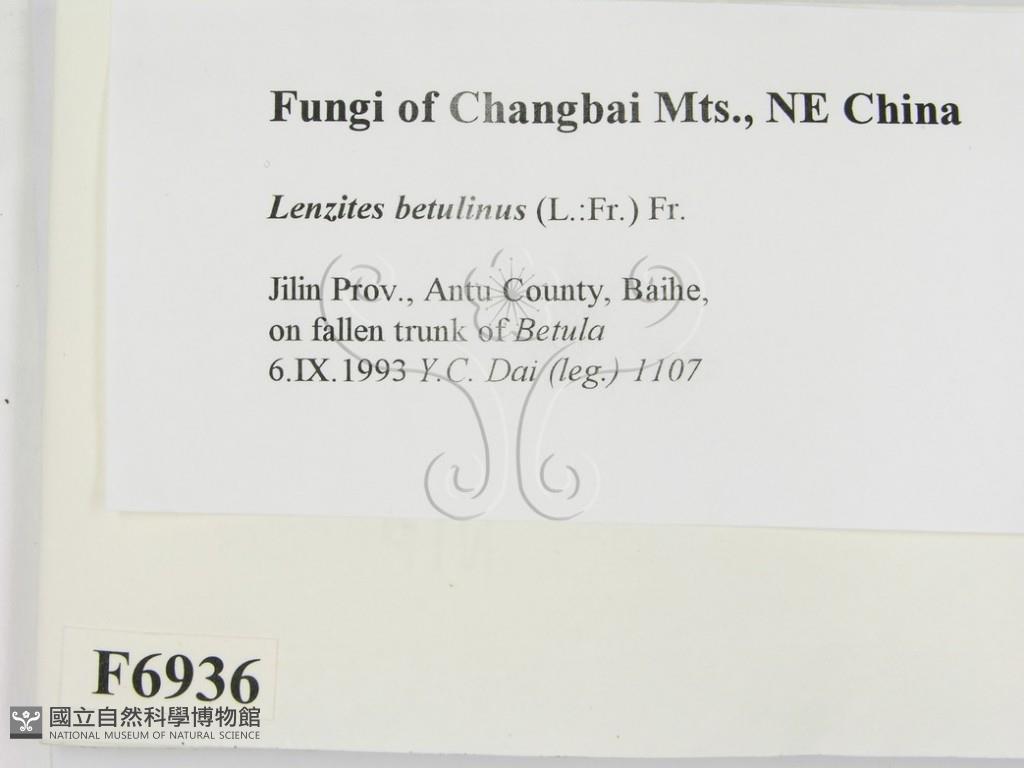 Fungi of Changbai Mts., NE China
Lenzites betulinus (L.:Fr.) Fr.
Jilin Prov., Antu County, Baihe,
on fallen trunk of Betula
6.IX.1993 Y.C. Dai (leg.) 1107
F6936
國立自然科學博物館
NATIONAL MUSEUM OF NATURAL SCIENCE